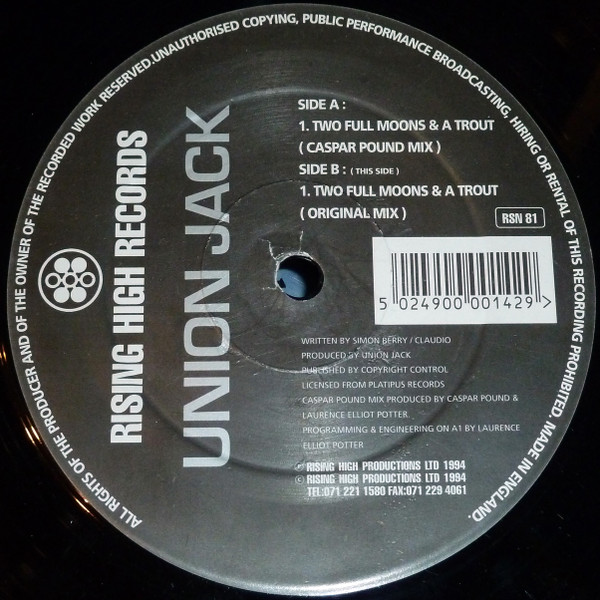 ALL RIGHTS OF THE PRODUCER AND OF THE OWNER OF THE RECORDED WORK RESERVED.UNAUTHORISED COPYING, PUBLIC PERFORMANCE BROADCASTING, HIRING OR RENTAL OF THIS RECORDING PROHIBITED. MADE IN ENGLAND.
RISING HIGH RECORDS
UNION JACK
SIDE A :
1. TWO FULL MOONS & A TROUT
( CASPAR POUND MIX )
SIDE B : ( THIS SIDE )
1. TWO FULL MOONS & A TROUT
( ORIGINAL MIX )
RSN 81
5 024900 001429 >
WRITTEN BY SIMON BERRY / CLAUDIO
PRODUCED BY UNION JACK
PUBLISHED BY COPYRIGHT CONTROL
LICENSED FROM PLATIPUS RECORDS
CASPAR POUND MIX PRODUCED BY CASPAR POUND &
LAURENCE ELLIOT POTTER.
PROGRAMMING & ENGINEERING ON A1 BY LAURENCE
ELLIOT POTTER
℗ RISING HIGH PRODUCTIONS LTD 1994
© RISING HIGH PRODUCTIONS LTD 1994
TEL:071 221 1580 FAX:071 229 4061